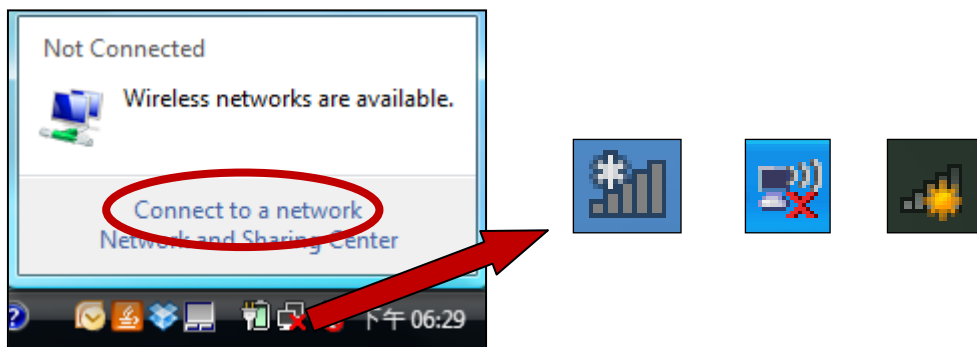 Not Connected
Wireless networks are available.
Connect to a network
Network and Sharing Center
? 下午 06:29